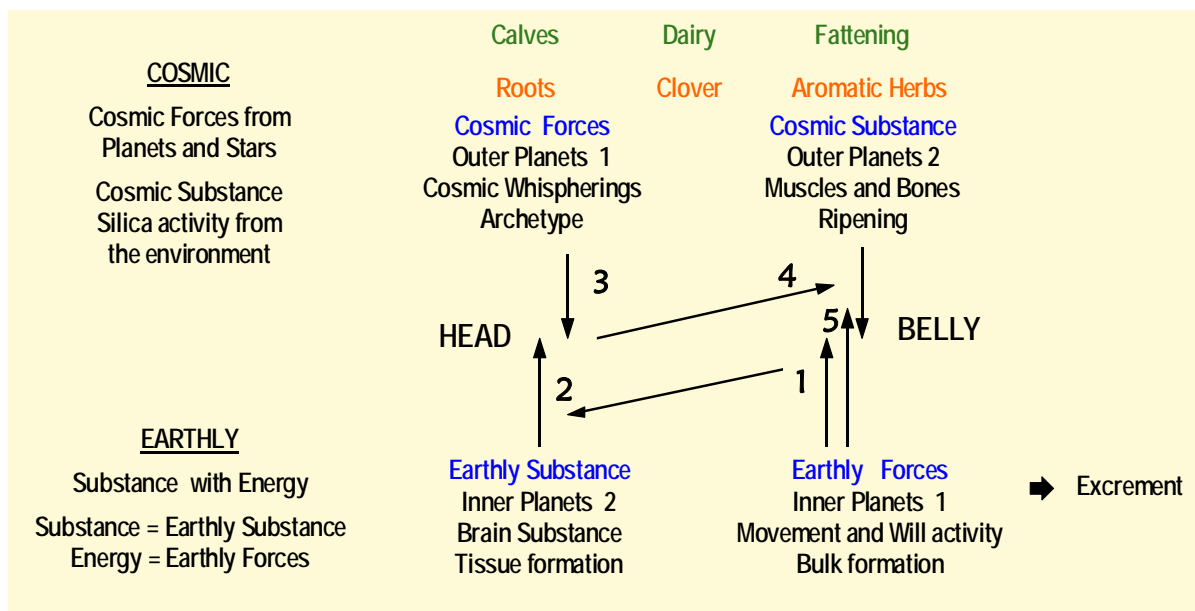 Calves Dairy Fattening
COSMIC
Roots Clover Aromatic Herbs
Cosmic Forces from
Planets and Stars
Cosmic Substance
Silica activity from
the environment
Cosmic Forces
Outer Planets 1
Cosmic Whispherings
Archetype
Cosmic Substance
Outer Planets 2
Muscles and Bones
Ripening
3
4
HEAD
5
BELLY
2
1
EARTHLY
Substance with Energy
Substance = Earthly Substance
Energy = Earthly Forces
Earthly Substance
Inner Planets 2
Brain Substance
Tissue formation
Earthly Forces
Inner Planets 1
Movement and Will activity
Bulk formation
Excrement